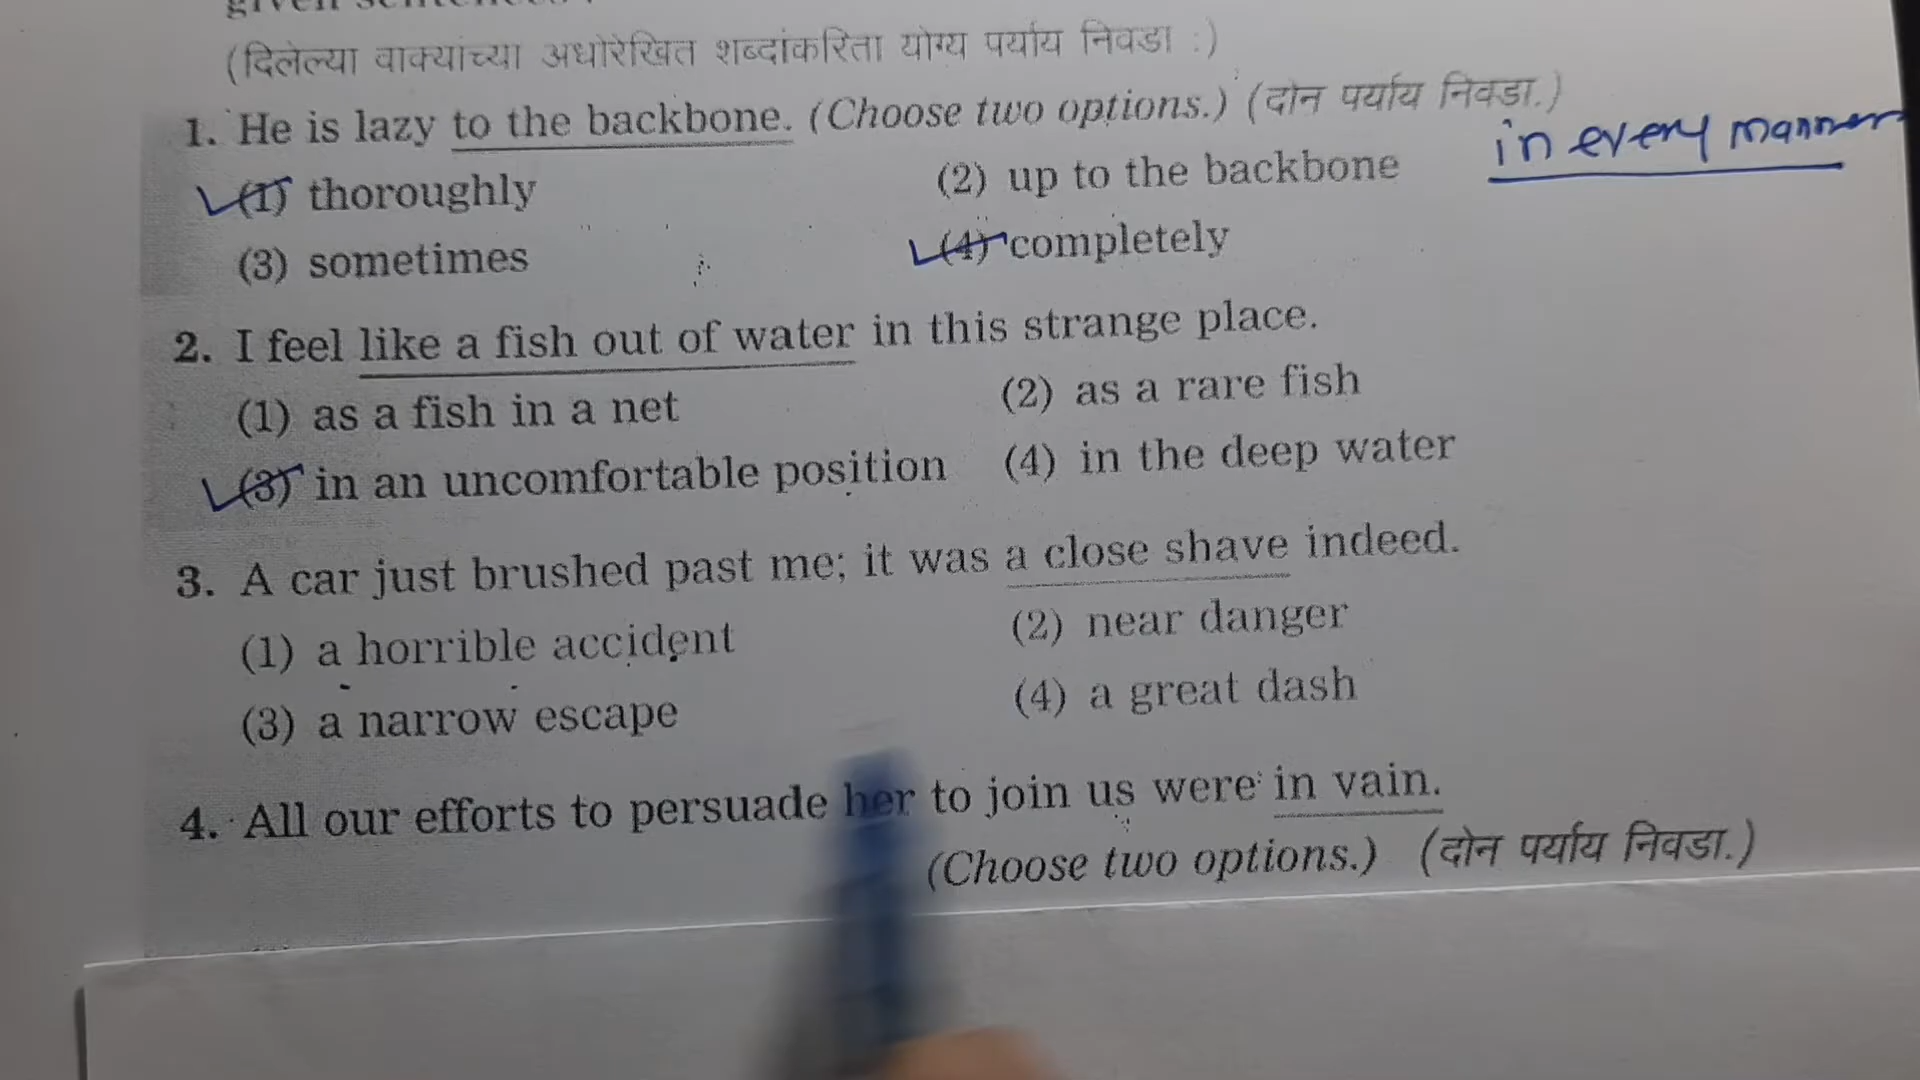 given sentences :
(दिलेल्या वाक्यांच्या अधोरेखित शब्दांकरिता योग्य पर्याय निवडा :)
1. He is lazy to the backbone. (Choose two options.) (दोन पर्याय निवडा.)
in every manner
(1) thoroughly (2) up to the backbone
(3) sometimes (4) completely
2. I feel like a fish out of water in this strange place.
(1) as a fish in a net (2) as a rare fish
(3) in an uncomfortable position (4) in the deep water
3. A car just brushed past me; it was a close shave indeed.
(1) a horrible accident (2) near danger
(3) a narrow escape (4) a great dash
4. All our efforts to persuade her to join us were in vain.
(Choose two options.) (दोन पर्याय निवडा.)